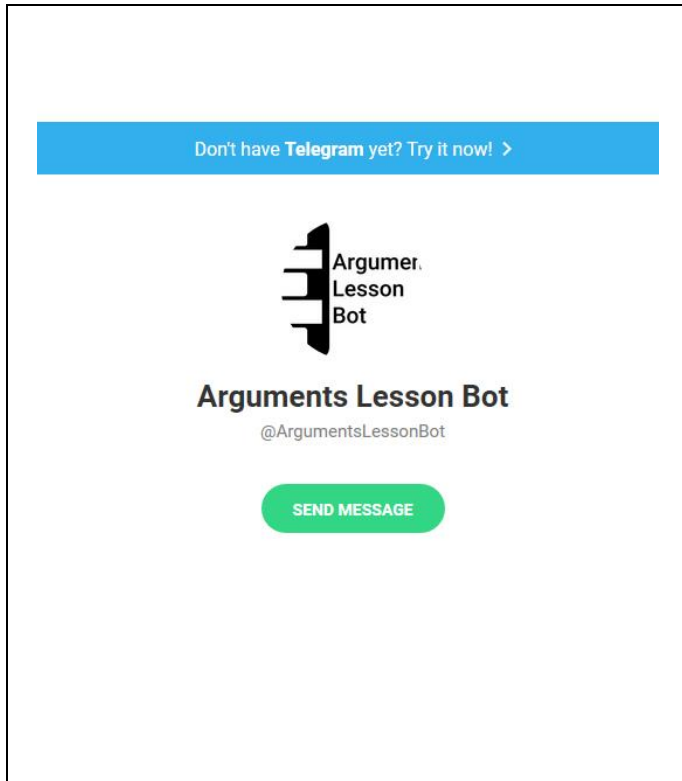 Don't have Telegram yet? Try it now!
Lesson
Bot
Arguments Lesson Bot
@ArgumentsLessonBot
SEND MESSAGE